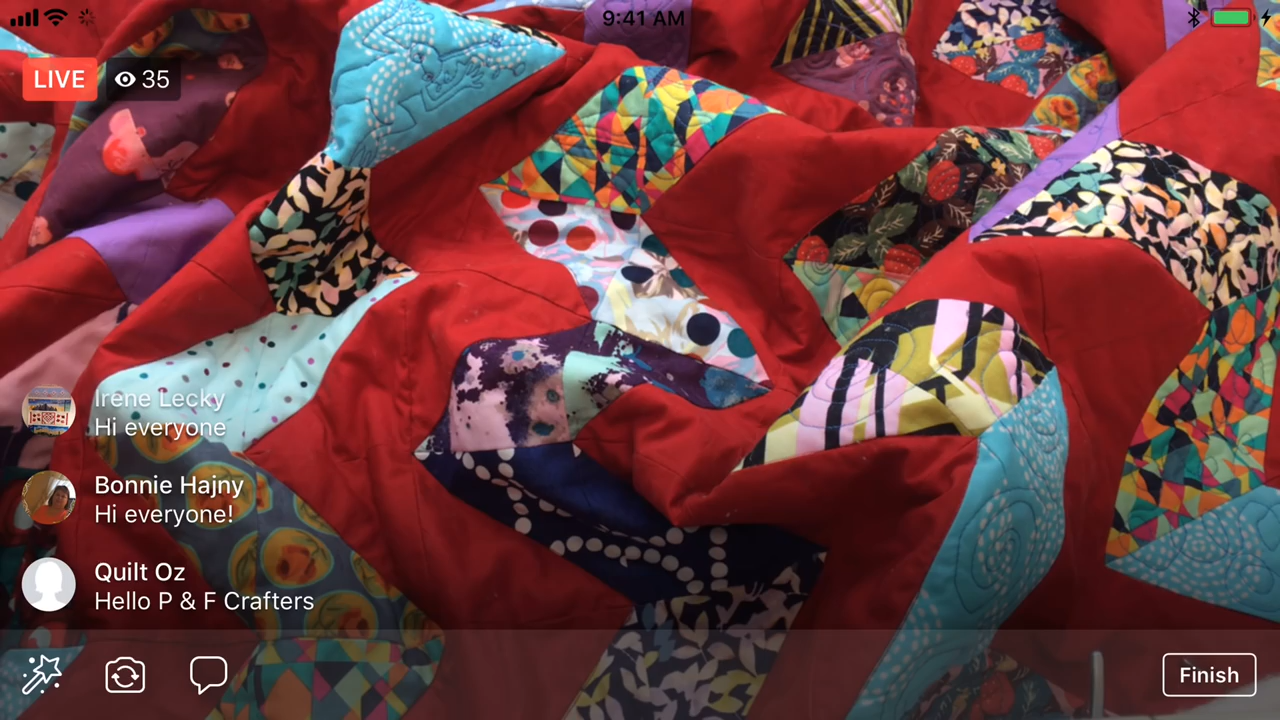 9:41 AM
LIVE 35
Irene Lecky
Hi everyone
Bonnie Hajny
Hi everyone!
Quilt Oz
Hello P & F Crafters
Finish